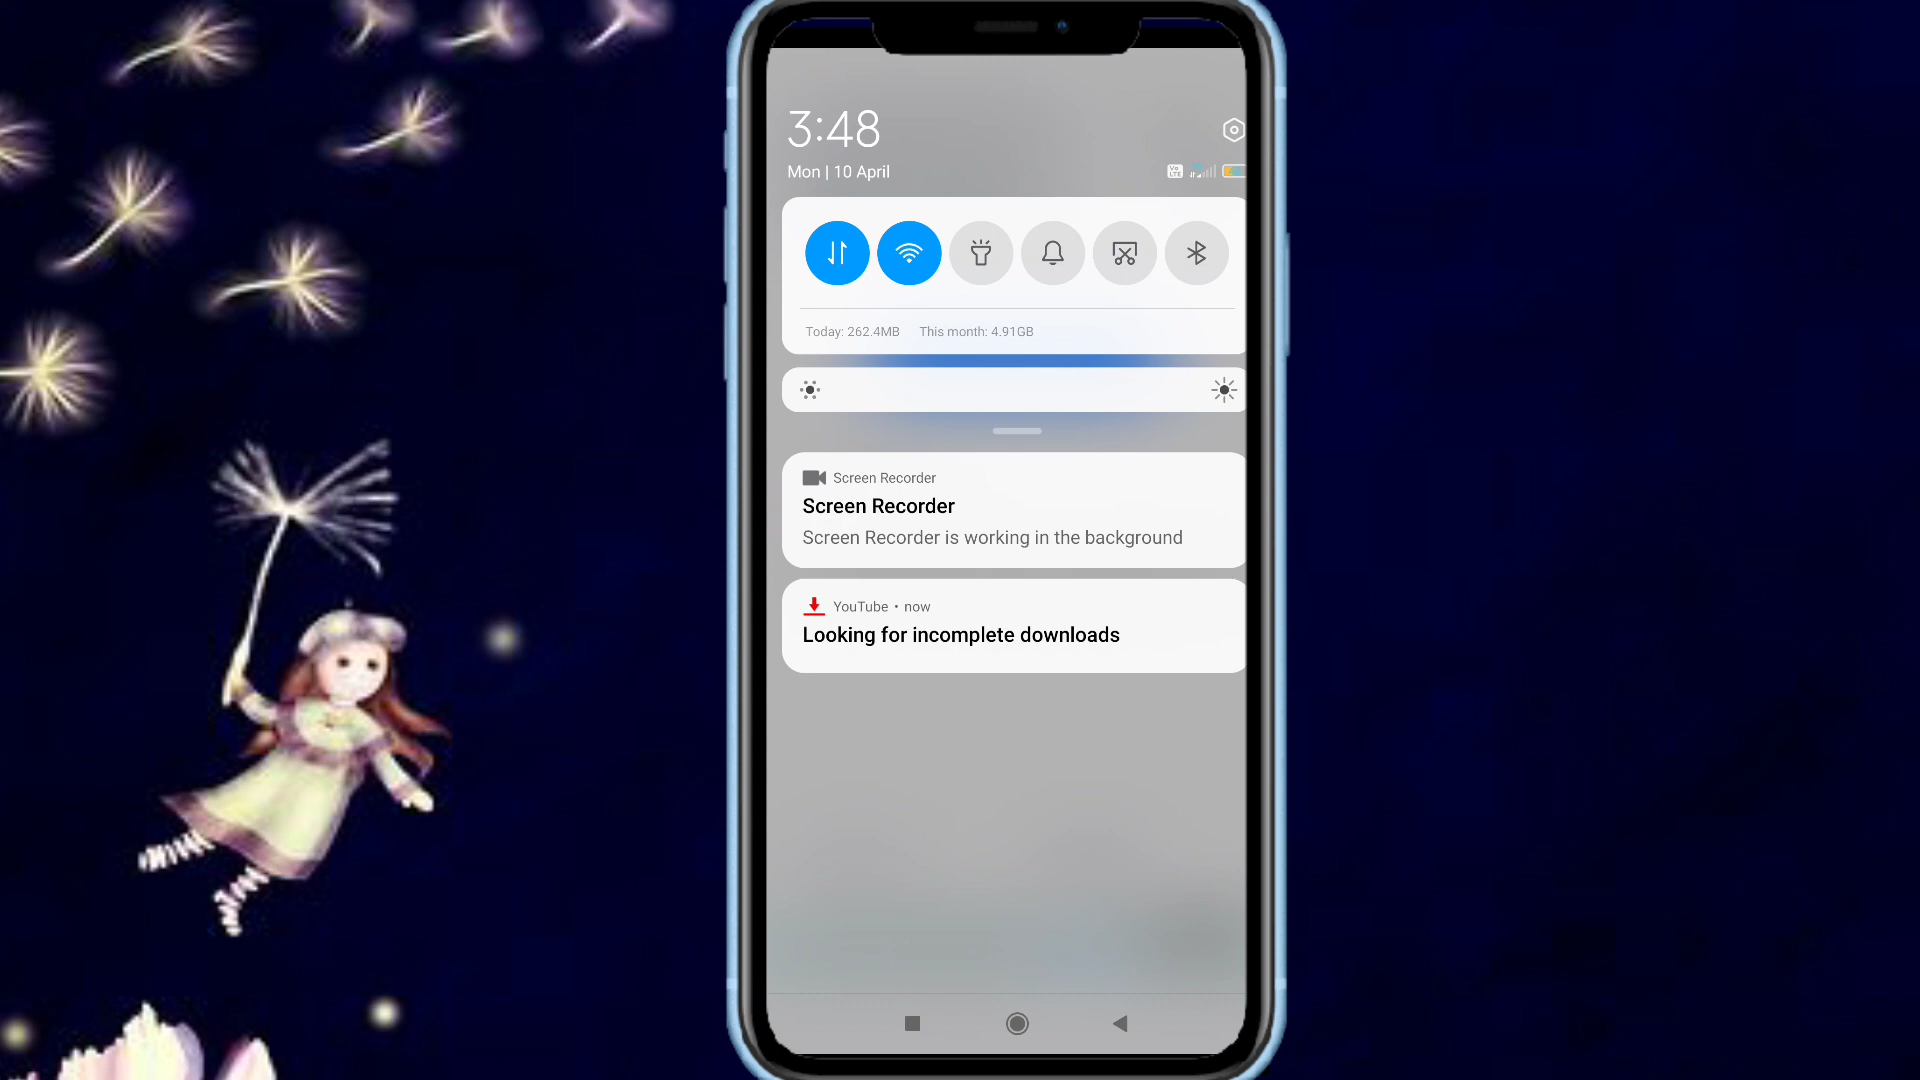 3:48
Mon | 10 April
Today: 262.4MB This month: 4.91GB
Screen Recorder
Screen Recorder
Screen Recorder is working in the background
YouTube • now
Looking for incomplete downloads